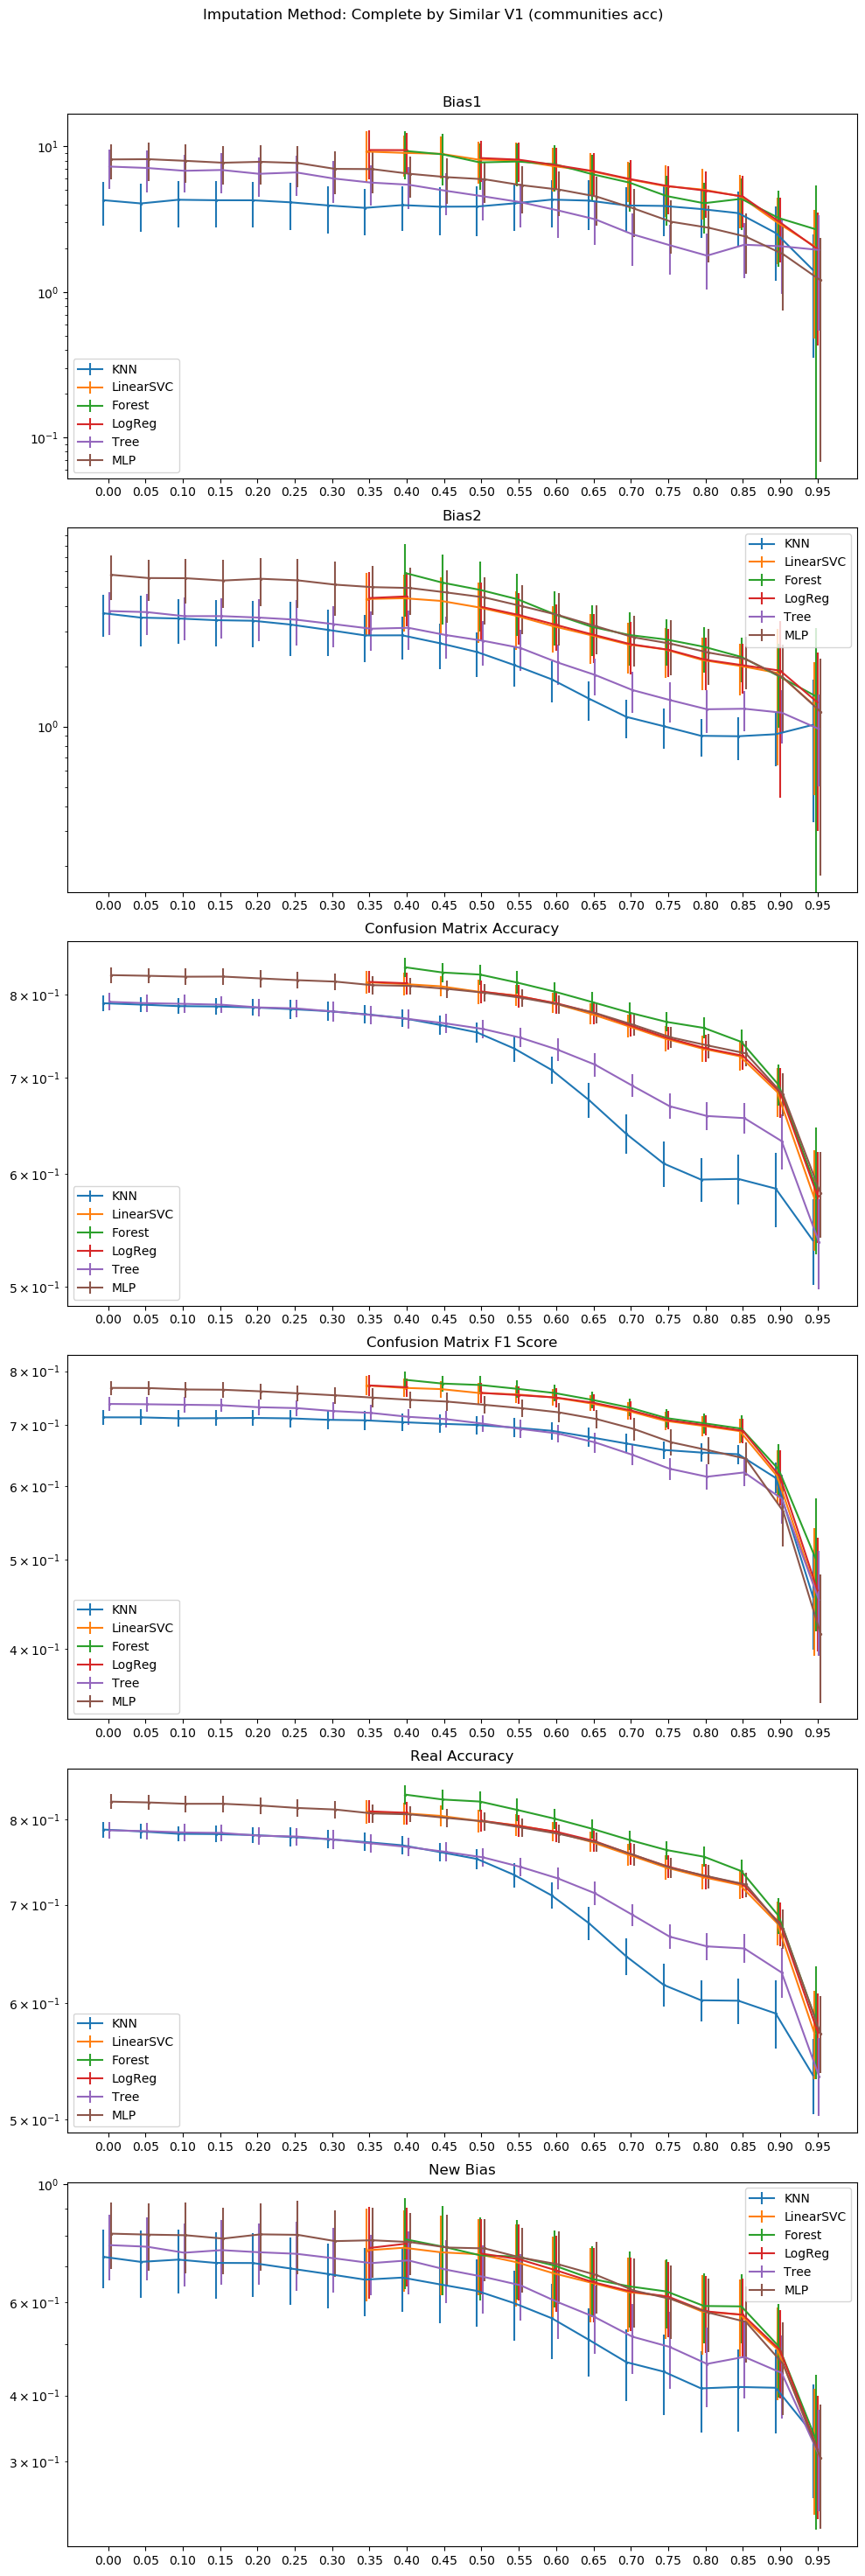 Imputation Method: Complete by Similar V1 (communities acc)
Bias1
10¹
10⁰
10⁻¹
KNN
LinearSVC
Forest
LogReg
Tree
MLP
0.00 0.05 0.10 0.15 0.20 0.25 0.30 0.35 0.40 0.45 0.50 0.55 0.60 0.65 0.70 0.75 0.80 0.85 0.90 0.95
Bias2
KNN
LinearSVC
Forest
LogReg
Tree
MLP
10⁰
0.00 0.05 0.10 0.15 0.20 0.25 0.30 0.35 0.40 0.45 0.50 0.55 0.60 0.65 0.70 0.75 0.80 0.85 0.90 0.95
Confusion Matrix Accuracy
8 × 10⁻¹
7 × 10⁻¹
6 × 10⁻¹
5 × 10⁻¹
KNN
LinearSVC
Forest
LogReg
Tree
MLP
0.00 0.05 0.10 0.15 0.20 0.25 0.30 0.35 0.40 0.45 0.50 0.55 0.60 0.65 0.70 0.75 0.80 0.85 0.90 0.95
Confusion Matrix F1 Score
8 × 10⁻¹
7 × 10⁻¹
6 × 10⁻¹
5 × 10⁻¹
4 × 10⁻¹
KNN
LinearSVC
Forest
LogReg
Tree
MLP
0.00 0.05 0.10 0.15 0.20 0.25 0.30 0.35 0.40 0.45 0.50 0.55 0.60 0.65 0.70 0.75 0.80 0.85 0.90 0.95
Real Accuracy
8 × 10⁻¹
7 × 10⁻¹
6 × 10⁻¹
5 × 10⁻¹
KNN
LinearSVC
Forest
LogReg
Tree
MLP
0.00 0.05 0.10 0.15 0.20 0.25 0.30 0.35 0.40 0.45 0.50 0.55 0.60 0.65 0.70 0.75 0.80 0.85 0.90 0.95
New Bias
10⁰
6 × 10⁻¹
4 × 10⁻¹
3 × 10⁻¹
KNN
LinearSVC
Forest
LogReg
Tree
MLP
0.00 0.05 0.10 0.15 0.20 0.25 0.30 0.35 0.40 0.45 0.50 0.55 0.60 0.65 0.70 0.75 0.80 0.85 0.90 0.95